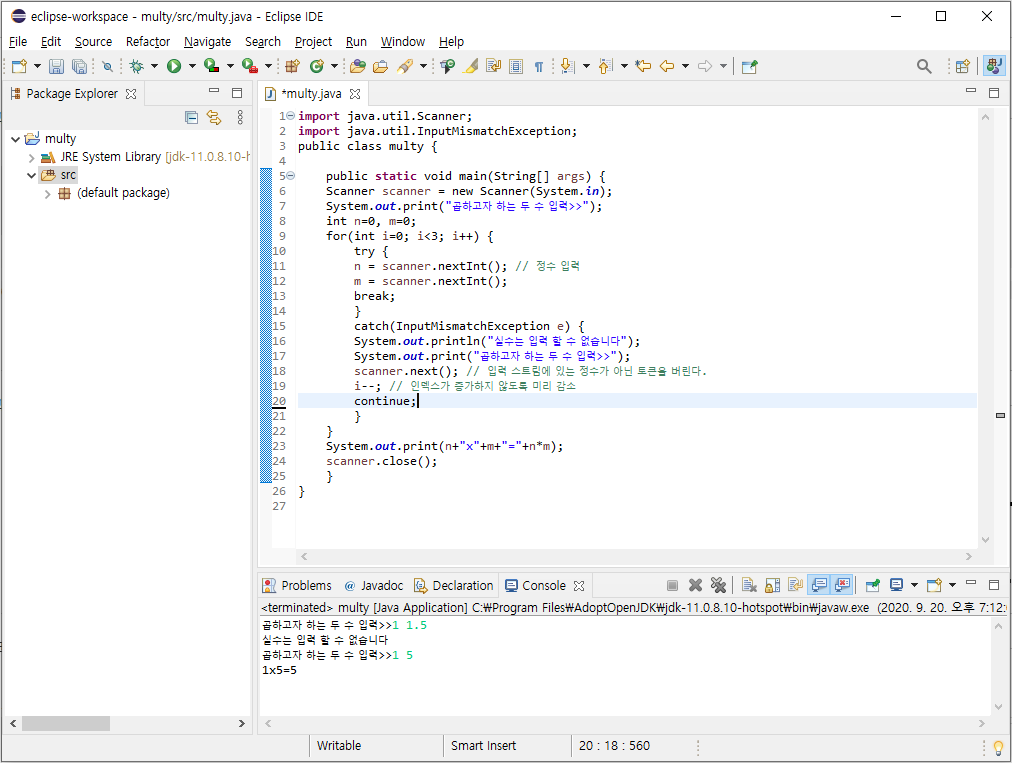 eclipse-workspace - multy/src/multy.java - Eclipse IDE
File Edit Source Refactor Navigate Search Project Run Window Help
Package Explorer
multy
JRE System Library [jdk-11.0.8.10-h
src
(default package)
*multy.java
1 import java.util.Scanner;
2 import java.util.InputMismatchException;
3 public class multy {
4
5 public static void main(String[] args) {
6 Scanner scanner = new Scanner(System.in);
7 System.out.print("곱하고자 하는 두 수 입력>>");
8 int n=0, m=0;
9 for(int i=0; i<3; i++) {
10 try {
11 n = scanner.nextInt(); // 정수 입력
12 m = scanner.nextInt();
13 break;
14 }
15 catch(InputMismatchException e) {
16 System.out.println("실수는 입력 할 수 없습니다");
17 System.out.print("곱하고자 하는 두 수 입력>>");
18 scanner.next(); // 입력 스트림에 있는 정수가 아닌 토큰을 버린다.
19 i--; // 인덱스가 증가하지 않도록 미리 감소
20 continue;
21 }
22 }
23 System.out.print(n+"x"+m+"="+n*m);
24 scanner.close();
25 }
26 }
27
Problems @ Javadoc Declaration Console
<terminated> multy [Java Application] C:₩Program Files₩AdoptOpenJDK₩jdk-11.0.8.10-hotspot₩bin₩javaw.exe (2020. 9. 20. 오후 7:12:
곱하고자 하는 두 수 입력>>1 1.5
실수는 입력 할 수 없습니다
곱하고자 하는 두 수 입력>>1 5
1x5=5
Writable Smart Insert 20 : 18 : 560